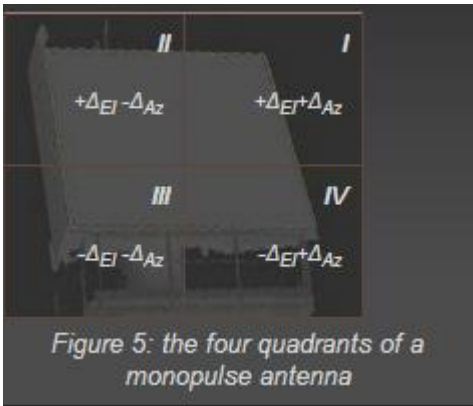 II I
+ΔEl -ΔAz +ΔEl+ΔAz
III IV
-ΔEl -ΔAz -ΔEl+ΔAz
Figure 5: the four quadrants of a
monopulse antenna